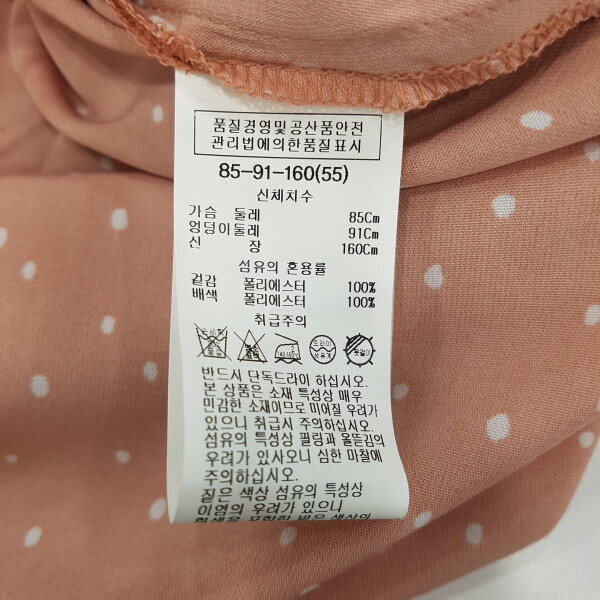 품질경영및공산품안전
관리법에의한품질표시
85-91-160(55)
신체치수
가슴 둘레 85Cm
엉덩이둘레 91Cm
신 장 160Cm
섬유의 혼용률
겉감 폴리에스터 100%
배색 폴리에스터 100%
취급주의
드라이
반드시 단독드라이 하십시오.
본 상품은 소재 특성상 매우
민감한 소재이므로 미어질 우려가
있으니 취급시 주의하십시오.
섬유의 특성상 필링과 올뜯김의
우려가 있사오니 심한 마찰에
주의하십시오.
짙은 색상 섬유의 특성상
이염의 우려가 있으니